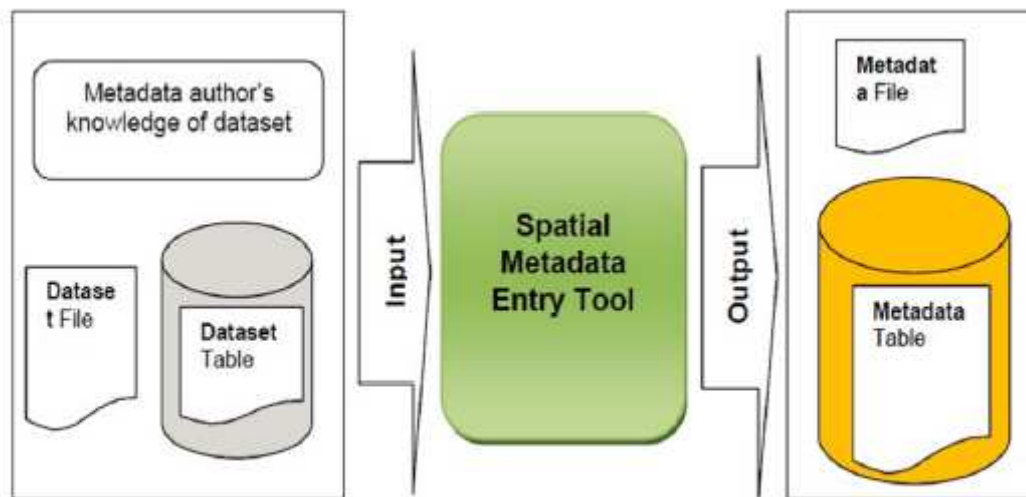 Metadata author's
knowledge of dataset
Datase
t File
Dataset
Table
Input
Spatial
Metadata
Entry Tool
Output
Metadat
a File
Metadata
Table